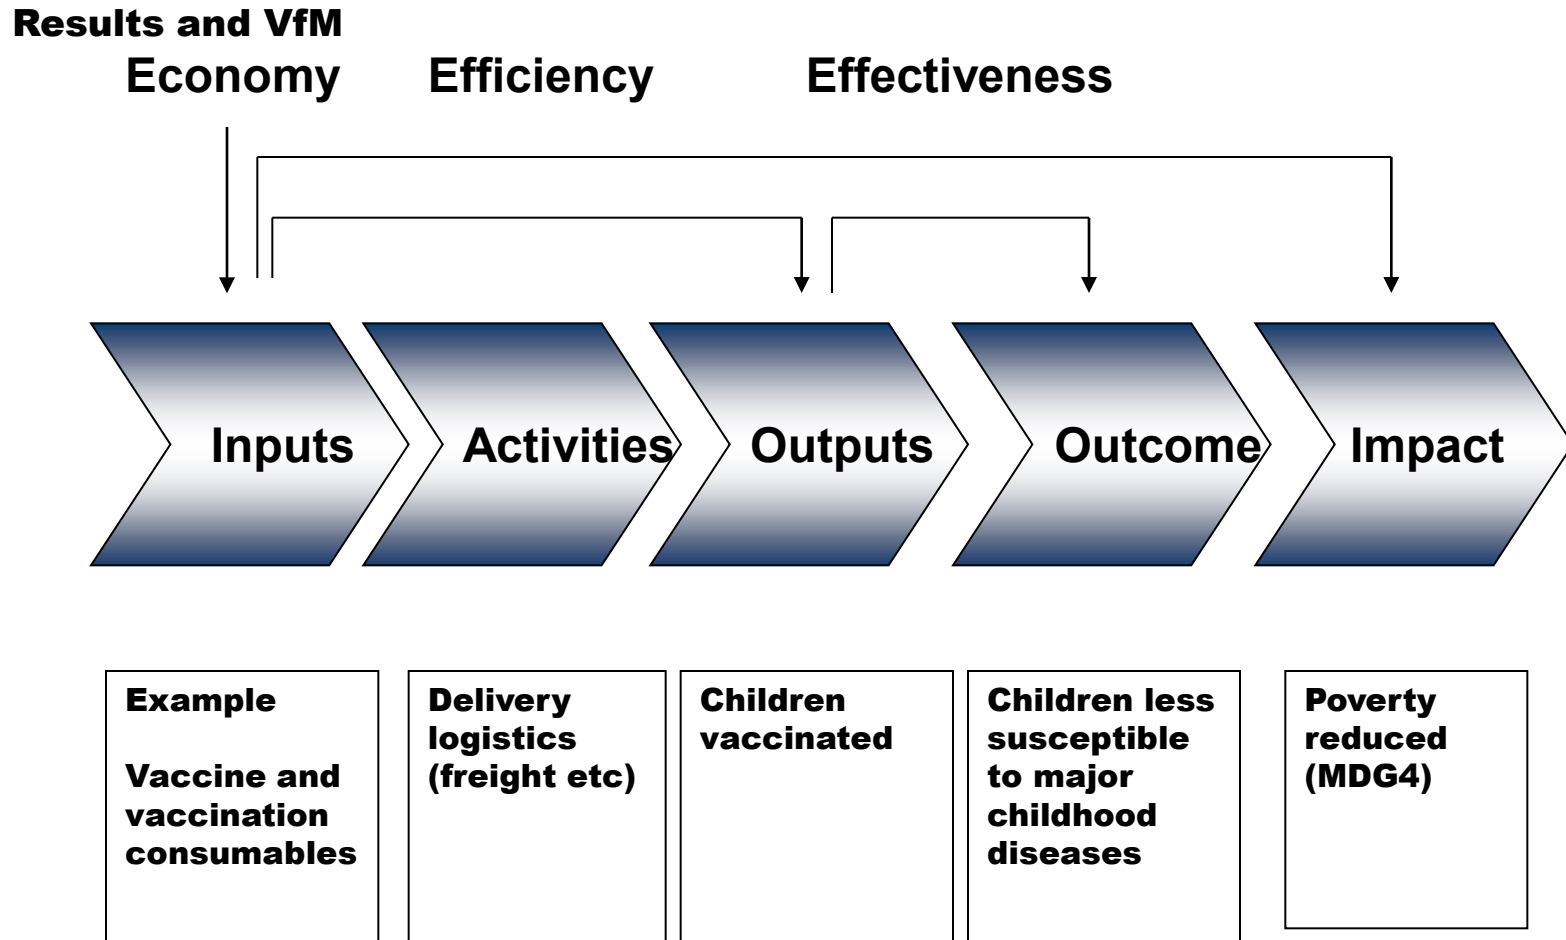 Results and VfM
Economy Efficiency Effectiveness
Inputs Activities Outputs Outcome Impact
Example
Vaccine and
vaccination
consumables
Delivery
logistics
(freight etc)
Children
vaccinated
Children less
susceptible
to major
childhood
diseases
Poverty
reduced
(MDG4)